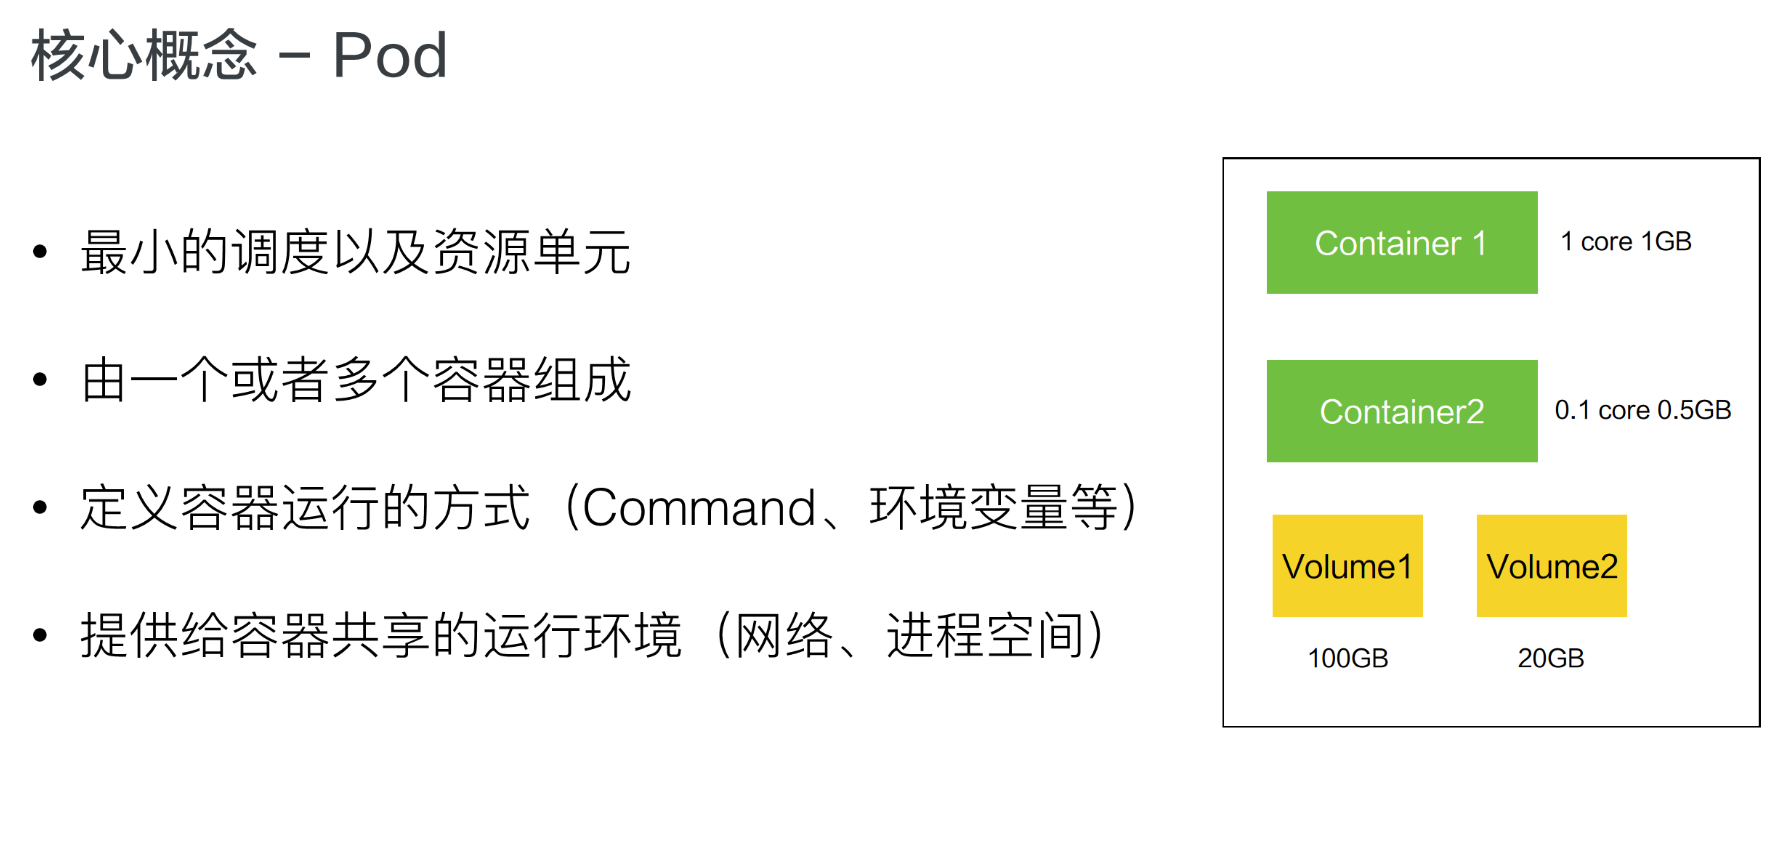 核心概念 – Pod
• 最小的调度以及资源单元
• 由一个或者多个容器组成
• 定义容器运行的方式（Command、环境变量等）
• 提供给容器共享的运行环境（网络、进程空间）
Container 1
1 core 1GB
Container2
0.1 core 0.5GB
Volume1
Volume2
100GB
20GB